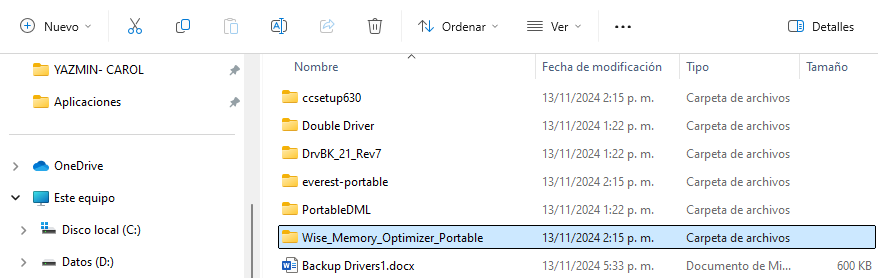 Nuevo Ordenar Ver Detalles
YAZMIN- CAROL
Aplicaciones
OneDrive
Este equipo
Disco local (C:)
Datos (D:)
Nombre Fecha de modificación Tipo Tamaño
ccsetup630 13/11/2024 2:15 p. m. Carpeta de archivos
Double Driver 13/11/2024 1:22 p. m. Carpeta de archivos
DrvBK_21_Rev7 13/11/2024 1:22 p. m. Carpeta de archivos
everest-portable 13/11/2024 2:15 p. m. Carpeta de archivos
PortableDML 13/11/2024 1:22 p. m. Carpeta de archivos
Wise_Memory_Optimizer_Portable 13/11/2024 2:15 p. m. Carpeta de archivos
Backup Drivers1.docx 13/11/2024 5:33 p. m. Documento de Mi... 600 KB